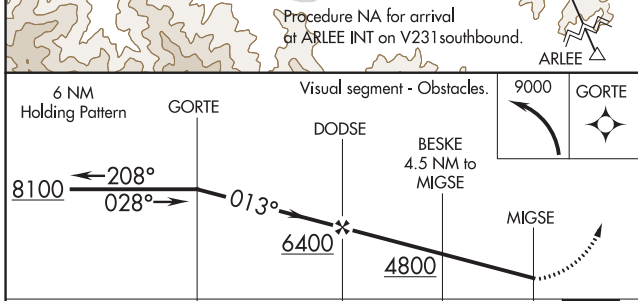 Procedure NA for arrival
at ARLEE INT on V231southbound.
ARLEE
6 NM
Holding Pattern
GORTE
Visual segment - Obstacles.
9000
GORTE
DODSE
BESKE
4.5 NM to
MIGSE
MIGSE
8100
208°
028°
013°
6400
4800